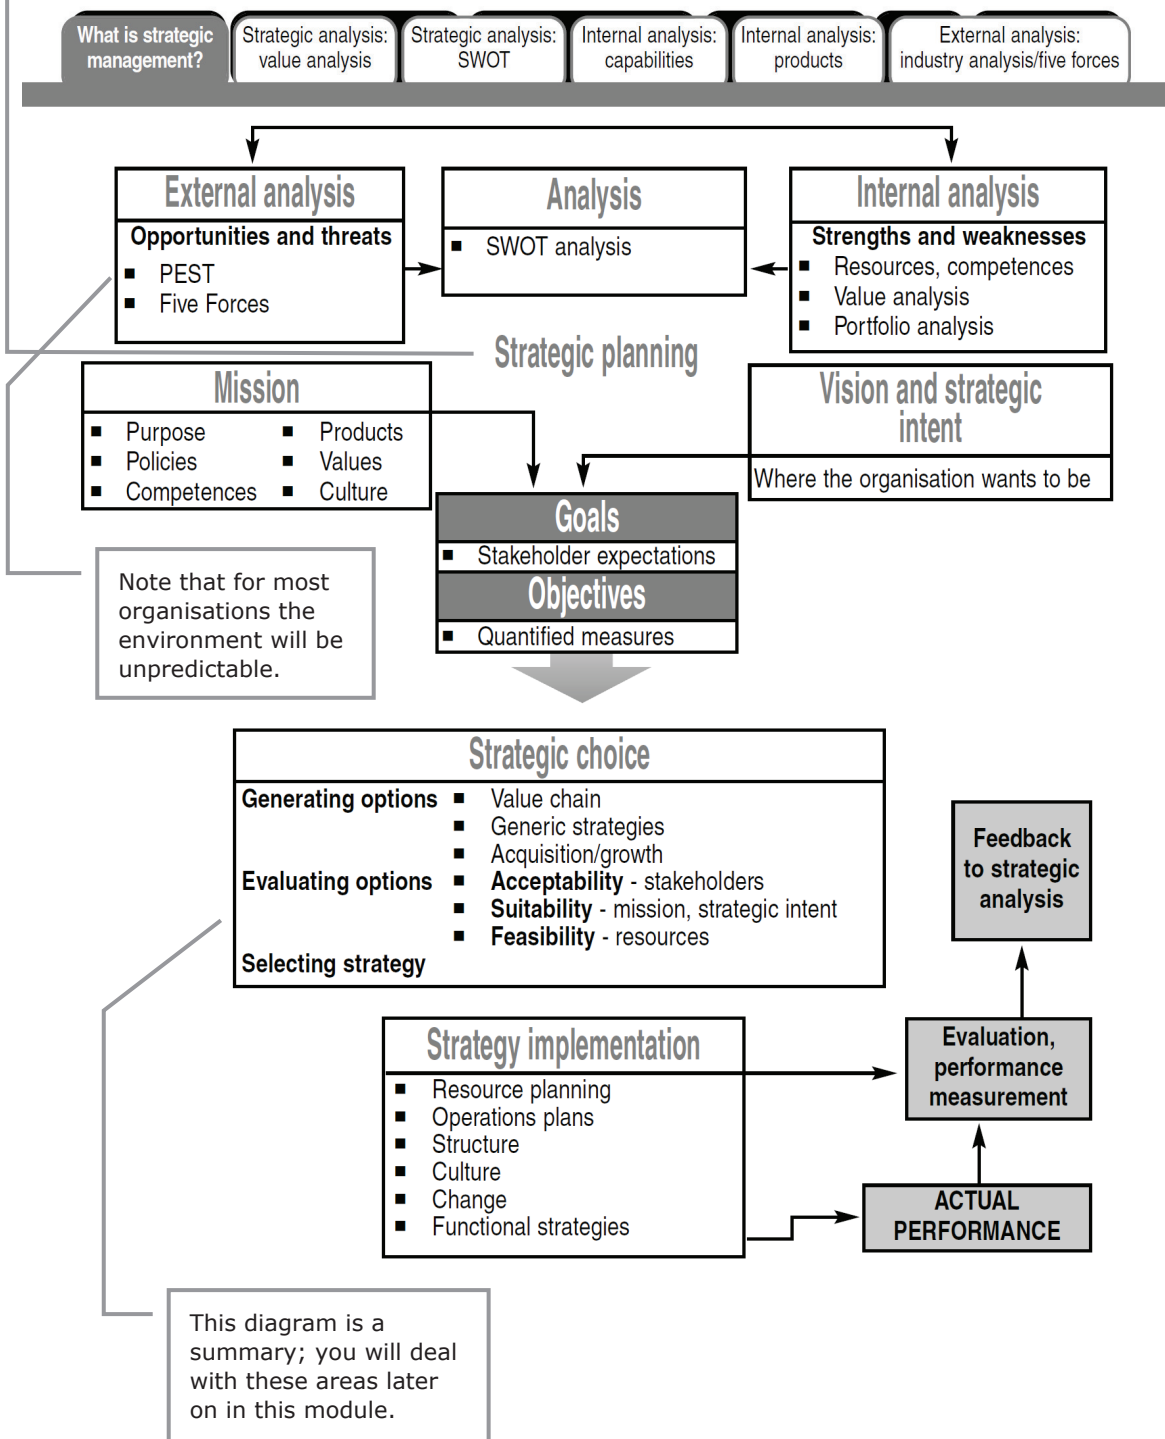 What is strategic
management?
Strategic analysis:
value analysis
Strategic analysis:
SWOT
Internal analysis:
capabilities
Internal analysis:
products
External analysis:
industry analysis/five forces
External analysis
Opportunities and threats
■ PEST
■ Five Forces
Analysis
■ SWOT analysis
Internal analysis
Strengths and weaknesses
■ Resources, competences
■ Value analysis
■ Portfolio analysis
Strategic planning
Mission
■ Purpose
■ Policies
■ Competences
■ Products
■ Values
■ Culture
Vision and strategic
intent
Where the organisation wants to be
Goals
■ Stakeholder expectations
Objectives
■ Quantified measures
Note that for most
organisations the
environment will be
unpredictable.
Strategic choice
Generating options ■ Value chain
■ Generic strategies
■ Acquisition/growth
Evaluating options ■ Acceptability - stakeholders
■ Suitability - mission, strategic intent
■ Feasibility - resources
Selecting strategy
Feedback
to strategic
analysis
Strategy implementation
■ Resource planning
■ Operations plans
■ Structure
■ Culture
■ Change
■ Functional strategies
Evaluation,
performance
measurement
ACTUAL
PERFORMANCE
This diagram is a
summary; you will deal
with these areas later
on in this module.